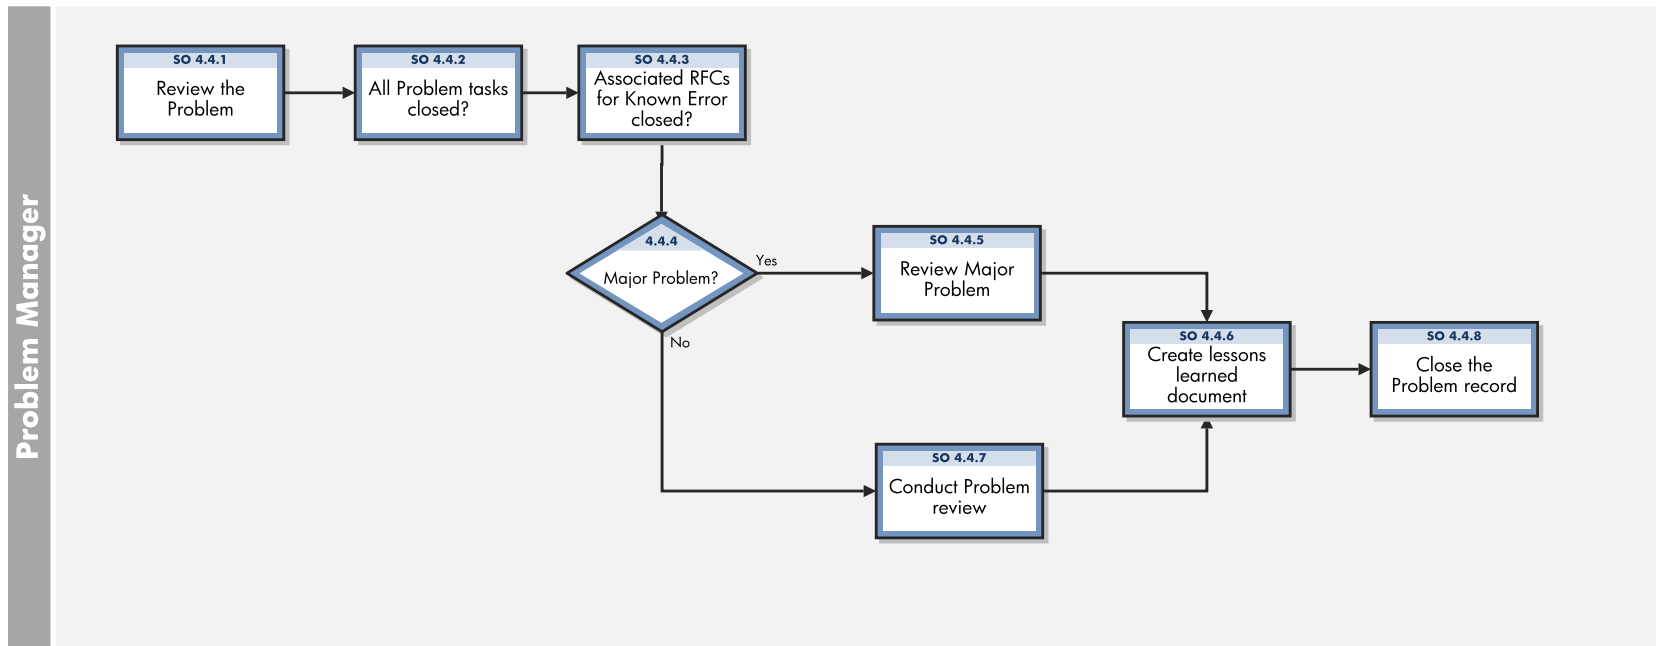 Problem Manager
SO 4.4.1
Review the
Problem
SO 4.4.2
All Problem tasks
closed?
SO 4.4.3
Associated RFCs
for Known Error
closed?
4.4.4
Major Problem?
Yes
No
SO 4.4.5
Review Major
Problem
SO 4.4.6
Create lessons
learned
document
SO 4.4.8
Close the
Problem record
SO 4.4.7
Conduct Problem
review